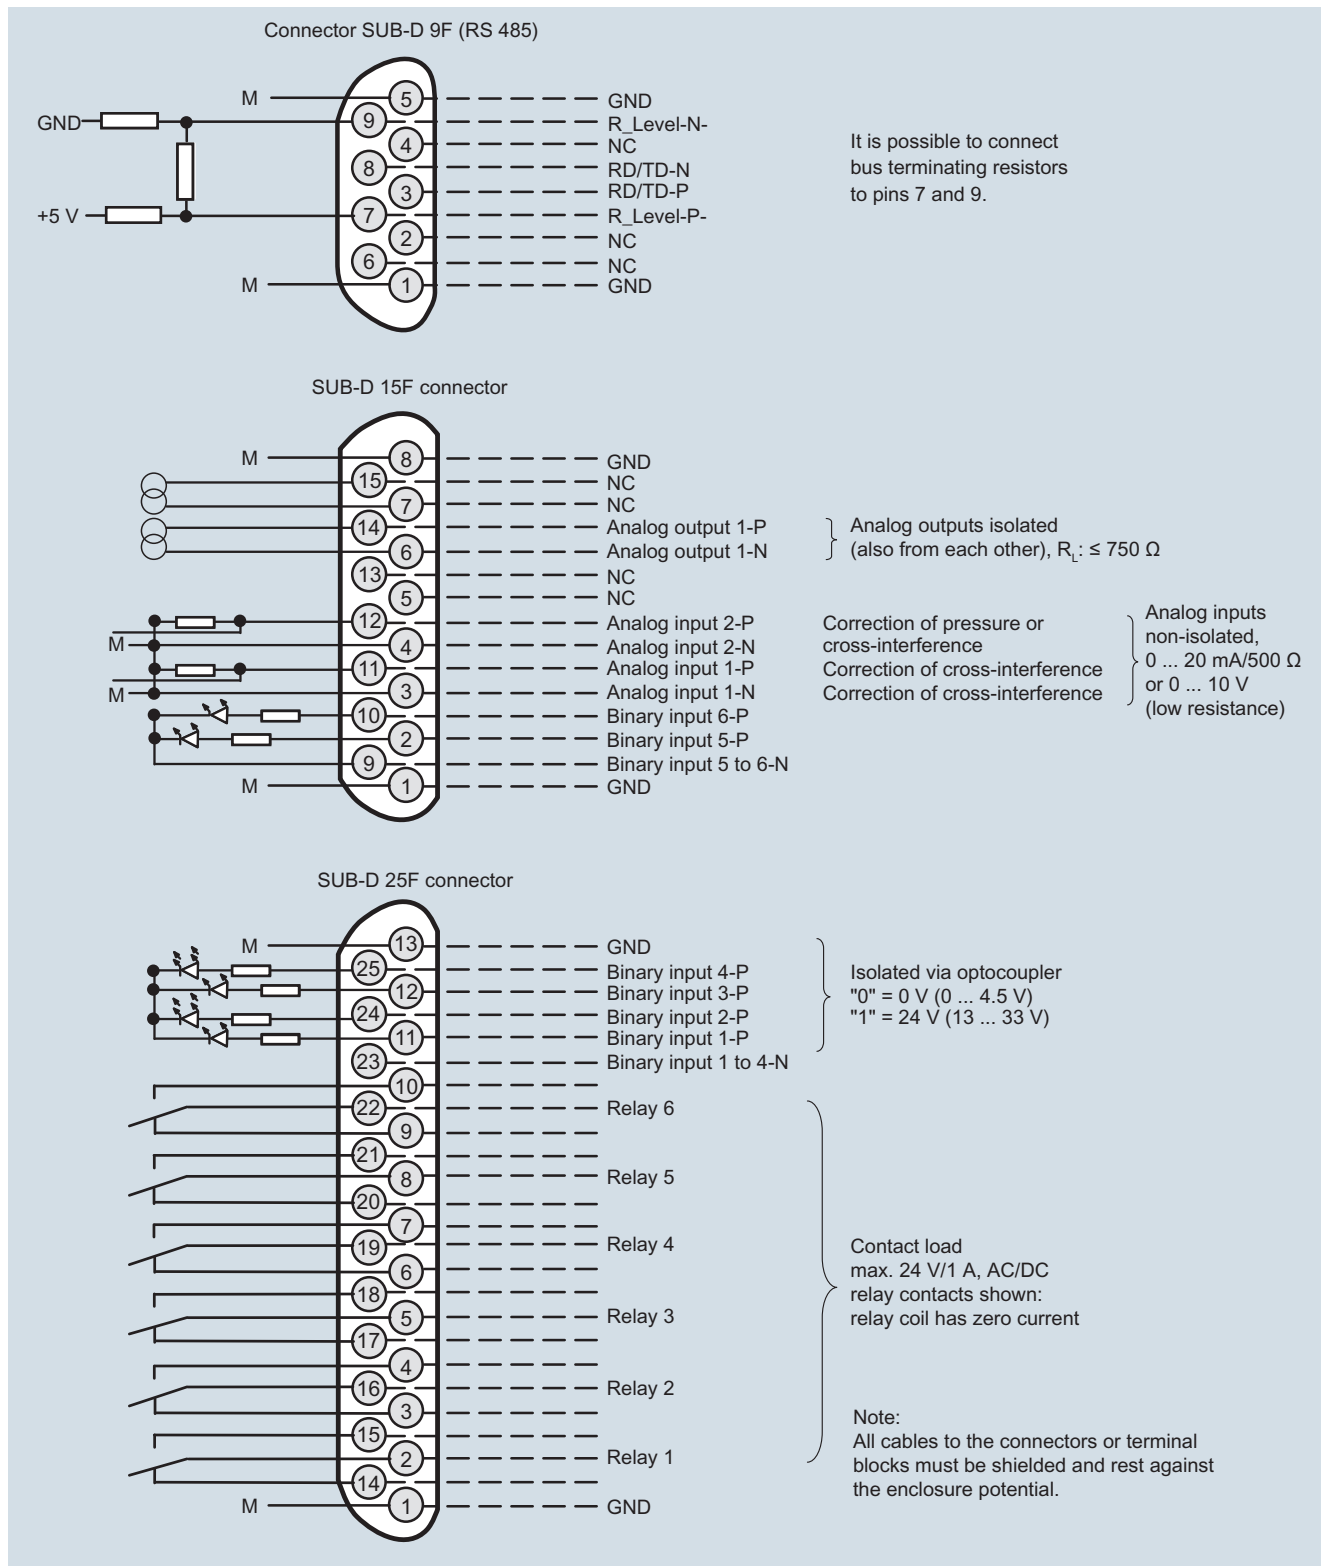 Connector SUB-D 9F (RS 485)
M
5
GND
GND
9
R_Level-N-
4
NC
8
RD/TD-N
3
RD/TD-P
+5 V
7
R_Level-P-
2
NC
6
NC
M
1
GND
It is possible to connect
bus terminating resistors
to pins 7 and 9.
SUB-D 15F connector
M
8
GND
15
NC
7
NC
14
Analog output 1-P
6
Analog output 1-N
Analog outputs isolated
(also from each other), RL: ≤ 750 Ω
13
NC
5
NC
12
Analog input 2-P
M
4
Analog input 2-N
11
Analog input 1-P
M
3
Analog input 1-N
Correction of pressure or
cross-interference
Correction of cross-interference
Correction of cross-interference
Analog inputs
non-isolated,
0 ... 20 mA/500 Ω
or 0 ... 10 V
(low resistance)
10
Binary input 6-P
2
Binary input 5-P
9
Binary input 5 to 6-N
M
1
GND
SUB-D 25F connector
M
13
GND
25
Binary input 4-P
12
Binary input 3-P
24
Binary input 2-P
11
Binary input 1-P
23
Binary input 1 to 4-N
Isolated via optocoupler
"0" = 0 V (0 ... 4.5 V)
"1" = 24 V (13 ... 33 V)
10
22
Relay 6
9
21
8
Relay 5
20
7
19
Relay 4
6
18
5
Relay 3
17
4
16
Relay 2
3
15
2
Relay 1
14
M
1
GND
Contact load
max. 24 V/1 A, AC/DC
relay contacts shown:
relay coil has zero current
Note:
All cables to the connectors or terminal
blocks must be shielded and rest against
the enclosure potential.